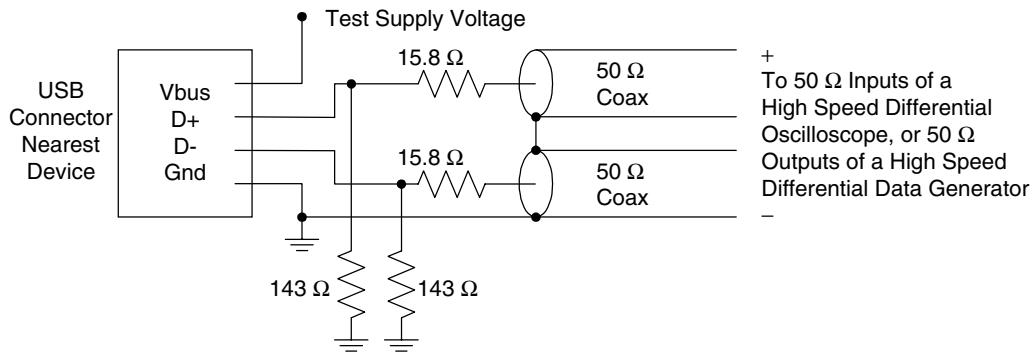 Test Supply Voltage
USB
Connector
Nearest
Device
Vbus
D+
D-
Gnd
15.8 Ω
50 Ω
Coax
15.8 Ω
50 Ω
Coax
143 Ω
143 Ω
+
To 50 Ω Inputs of a
High Speed Differential
Oscilloscope, or 50 Ω
Outputs of a High Speed
Differential Data Generator
−